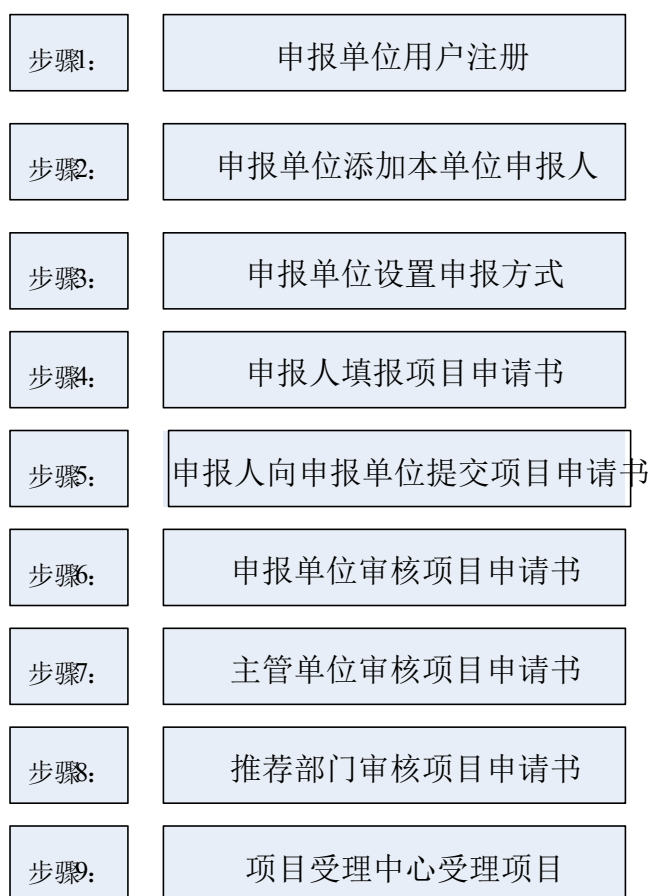 步骤1： 申报单位用户注册
步骤2： 申报单位添加本单位申报人
步骤3： 申报单位设置申报方式
步骤4： 申报人填报项目申请书
步骤5： 申报人向申报单位提交项目申请书
步骤6： 申报单位审核项目申请书
步骤7： 主管单位审核项目申请书
步骤8： 推荐部门审核项目申请书
步骤9： 项目受理中心受理项目